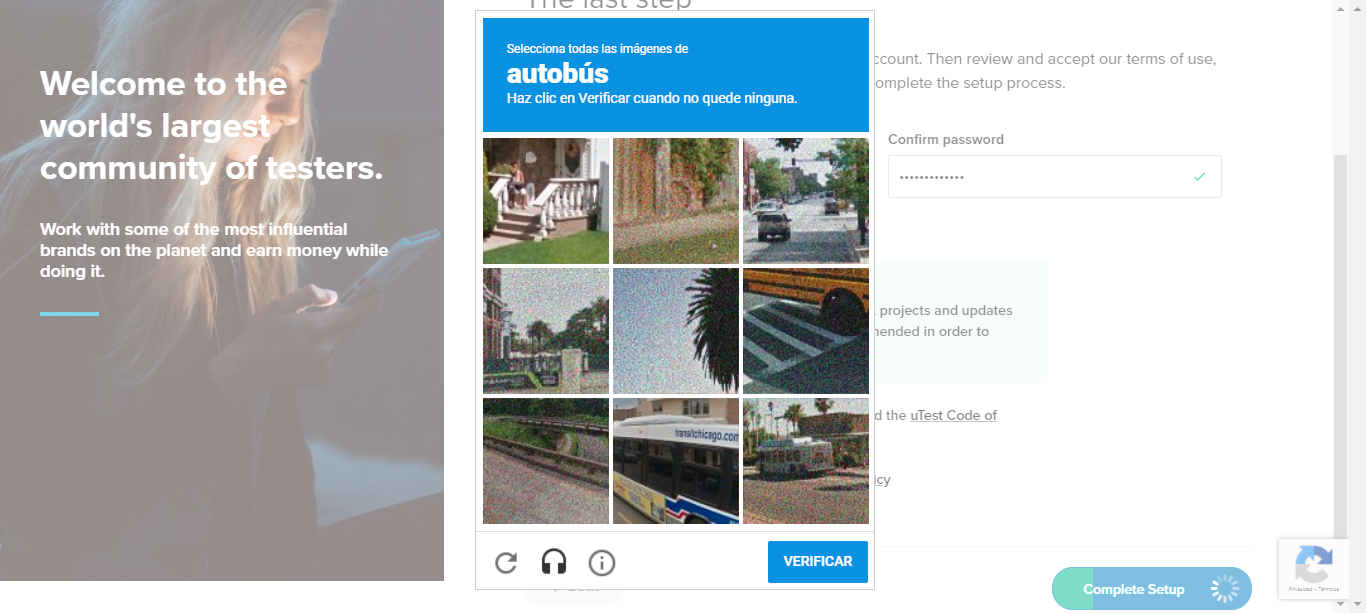 The last step
Welcome to the
world's largest
community of testers.
Work with some of the most influential
brands on the planet and earn money while
doing it.
Selecciona todas las imágenes de
autobús
Haz clic en Verificar cuando no quede ninguna.
transitchicago.com
VERIFICAR
ccount. Then review and accept our terms of use,
omplete the setup process.
Confirm password
projects and updates
nended in order to
d the uTest Code of
icy
Complete Setup
Privacidad - Términos